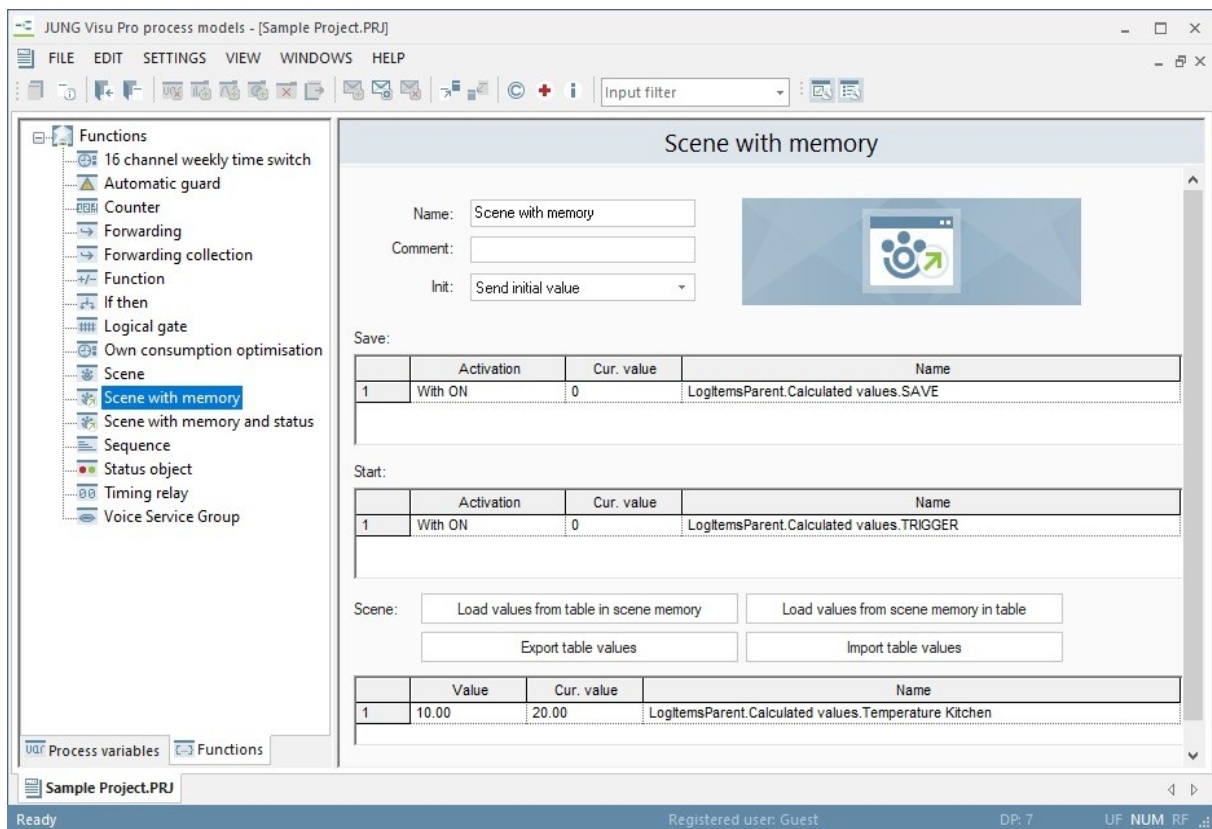 JUNG Visu Pro process models - [Sample Project.PRJ]
FILE EDIT SETTINGS VIEW WINDOWS HELP
Input filter
Functions
16 channel weekly time switch
Automatic guard
Counter
Forwarding
Forwarding collection
Function
If then
Logical gate
Own consumption optimisation
Scene
Scene with memory
Scene with memory and status
Sequence
Status object
Timing relay
Voice Service Group
Process variables Functions
Scene with memory
Name: Scene with memory
Comment:
Init: Send initial value
Save:
Activation Cur. value Name
1 With ON 0 LogItemsParent.Calculated values.SAVE
Start:
Activation Cur. value Name
1 With ON 0 LogItemsParent.Calculated values.TRIGGER
Scene: Load values from table in scene memory Load values from scene memory in table
Export table values Import table values
Value Cur. value Name
1 10.00 20.00 LogItemsParent.Calculated values.Temperature Kitchen
Sample Project.PRJ
Ready Registered user: Guest DP: 7 UF NUM RF